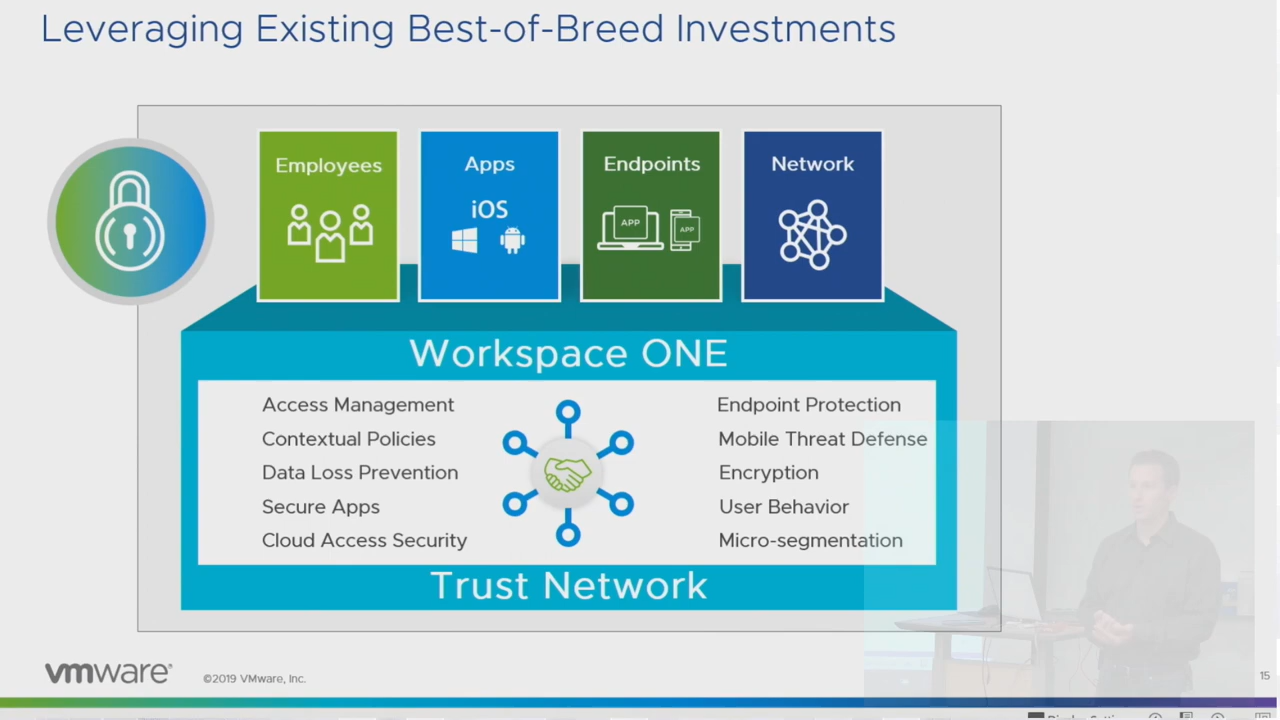 Leveraging Existing Best-of-Breed Investments
Employees
Apps
Endpoints
Network
iOS
APP
APP
Workspace ONE
Access Management
Endpoint Protection
Contextual Policies
Mobile Threat Defense
Data Loss Prevention
Encryption
Secure Apps
User Behavior
Cloud Access Security
Micro-segmentation
Trust Network
vmware®
©2019 VMware, Inc.
15